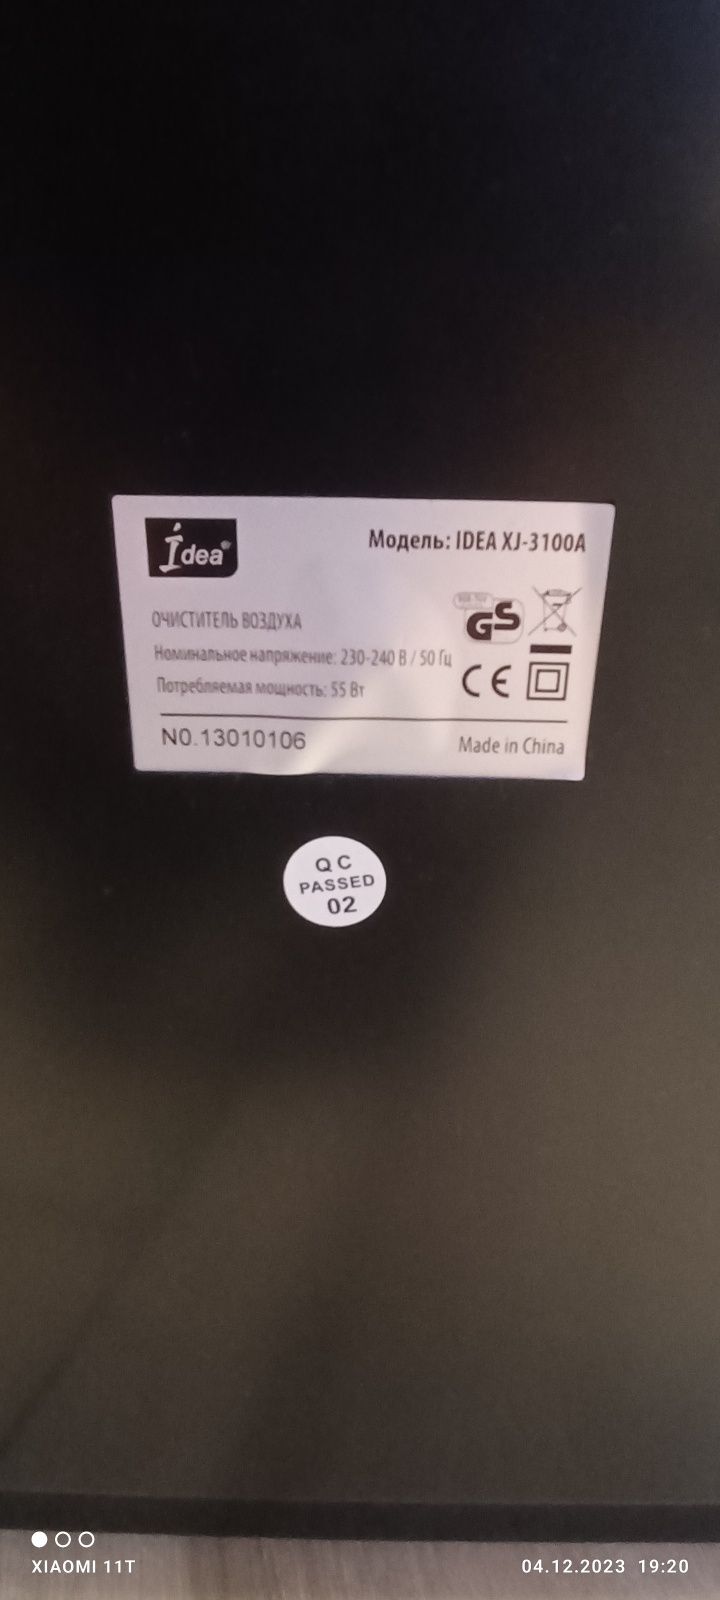 Idea®
Модель: IDEA XJ-3100A
ОЧИСТИТЕЛЬ ВОЗДУХА
GS
Номинальное напряжение: 230-240 В / 50 Гц
Потребляемая мощность: 55 Вт
CE
NO.13010106
Made in China
QC
PASSED
02
XIAOMI 11T
04.12.2023 19:20